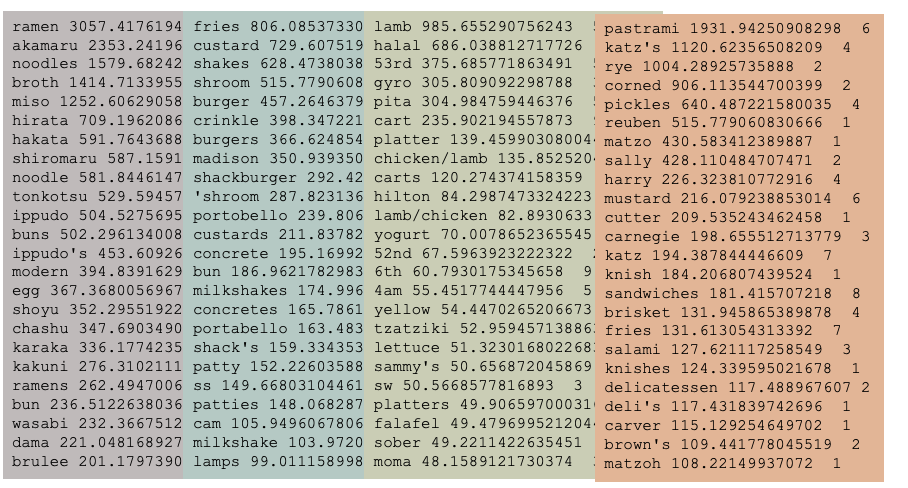 ramen 3057.4176194
akamaru 2353.24196
noodles 1579.68242
broth 1414.7133955
miso 1252.60629058
hirata 709.1962086
hakata 591.7643688
shiromaru 587.1591
noodle 581.8446147
tonkotsu 529.59457
ippudo 504.5275695
buns 502.296134008
ippudo's 453.60926
modern 394.8391629
egg 367.3680056967
shoyu 352.29551922
chashu 347.6903490
karaka 336.1774235
kakuni 276.3102111
ramens 262.4947006
bun 236.5122638036
wasabi 232.3667512
dama 221.048168927
brulee 201.1797390
fries 806.08537330
custard 729.607519
shakes 628.4738038
shroom 515.7790608
burger 457.2646379
crinkle 398.347221
burgers 366.624854
madison 350.939350
shackburger 292.42
'shroom 287.823136
portobello 239.806
custards 211.83782
concrete 195.16992
bun 186.9621782983
milkshakes 174.996
concretes 165.7861
portabello 163.483
shack's 159.334353
patty 152.22603588
ss 149.66803104461
patties 148.068287
cam 105.9496067806
milkshake 103.9720
lamps 99.011158998
lamb 985.655290756243
halal 686.038812717726
53rd 375.685771863491
gyro 305.809092298788
pita 304.984759446376
cart 235.902194557873
platter 139.45990308004
chicken/lamb 135.852520
carts 120.274374158359
hilton 84.2987473324223
lamb/chicken 82.8930633
yogurt 70.0078652365545
52nd 67.5963923222322
6th 60.7930175345658 9
4am 55.4517744447956 5
yellow 54.4470265206673
tzatziki 52.9594571388
lettuce 51.323016802268
sammy's 50.656872045869
sw 50.5668577816893 3
platters 49.90659700031
falafel 49.479699521204
sober 49.2211422635451
moma 48.1589121730374
pastrami 1931.94250908298 6
katz's 1120.62356508209 4
rye 1004.28925735888 2
corned 906.113544700399 2
pickles 640.487221580035 4
reuben 515.779060830666 1
matzo 430.583412389887 1
sally 428.110484707471 2
harry 226.323810772916 4
mustard 216.079238853014 6
cutter 209.535243462458 1
carnegie 198.655512713779 3
katz 194.387844446609 7
knish 184.206807439524 1
sandwiches 181.415707218 8
brisket 131.945865389878 4
fries 131.613054313392 7
salami 127.621117258549 3
knishes 124.339595021678 1
delicatessen 117.488967607 2
deli's 117.431839742696 1
carver 115.129254649702 1
brown's 109.441778045519 2
matzoh 108.22149937072 1